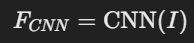 F_{CNN} = CNN(I)